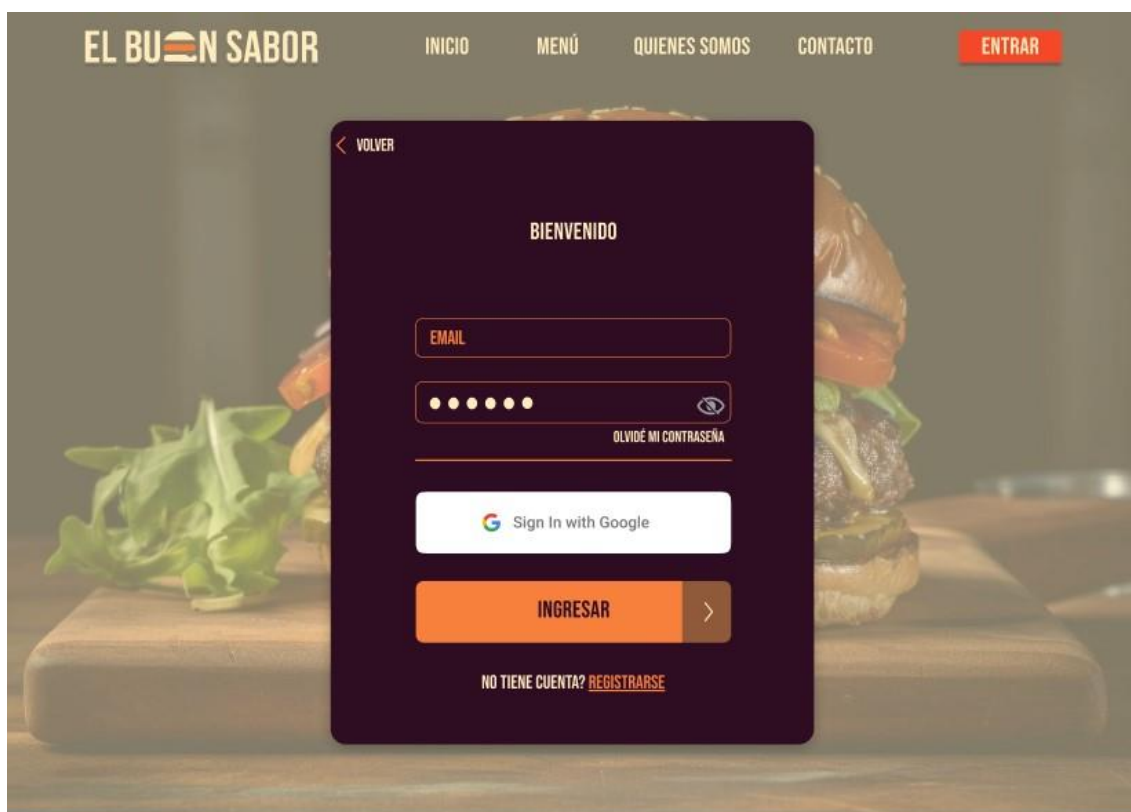 EL BUEN SABOR
INICIO
MENÚ
QUIENES SOMOS
CONTACTO
ENTRAR
VOLVER
BIENVENIDO
EMAIL
OLVIDÉ MI CONTRASEÑA
Sign In with Google
INGRESAR
NO TIENE CUENTA? REGISTRARSE